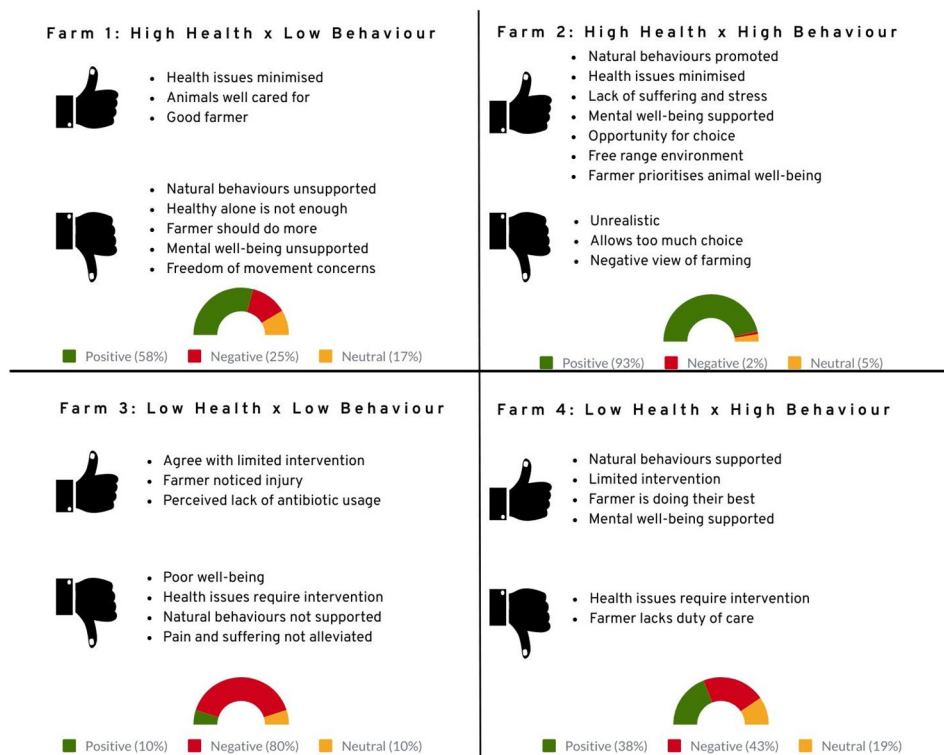 Farm 1: High Health x Low Behaviour
• Health issues minimised
• Animals well cared for
• Good farmer
• Natural behaviours unsupported
• Healthy alone is not enough
• Farmer should do more
• Mental well-being unsupported
• Freedom of movement concerns
Positive (58%) Negative (25%) Neutral (17%)
Farm 2: High Health x High Behaviour
• Natural behaviours promoted
• Health issues minimised
• Lack of suffering and stress
• Mental well-being supported
• Opportunity for choice
• Free range environment
• Farmer prioritises animal well-being
• Unrealistic
• Allows too much choice
• Negative view of farming
Positive (93%) Negative (2%) Neutral (5%)
Farm 3: Low Health x Low Behaviour
• Agree with limited intervention
• Farmer noticed injury
• Perceived lack of antibiotic usage
• Poor well-being
• Health issues require intervention
• Natural behaviours not supported
• Pain and suffering not alleviated
Positive (10%) Negative (80%) Neutral (10%)
Farm 4: Low Health x High Behaviour
• Natural behaviours supported
• Limited intervention
• Farmer is doing their best
• Mental well-being supported
• Health issues require intervention
• Farmer lacks duty of care
Positive (38%) Negative (43%) Neutral (19%)